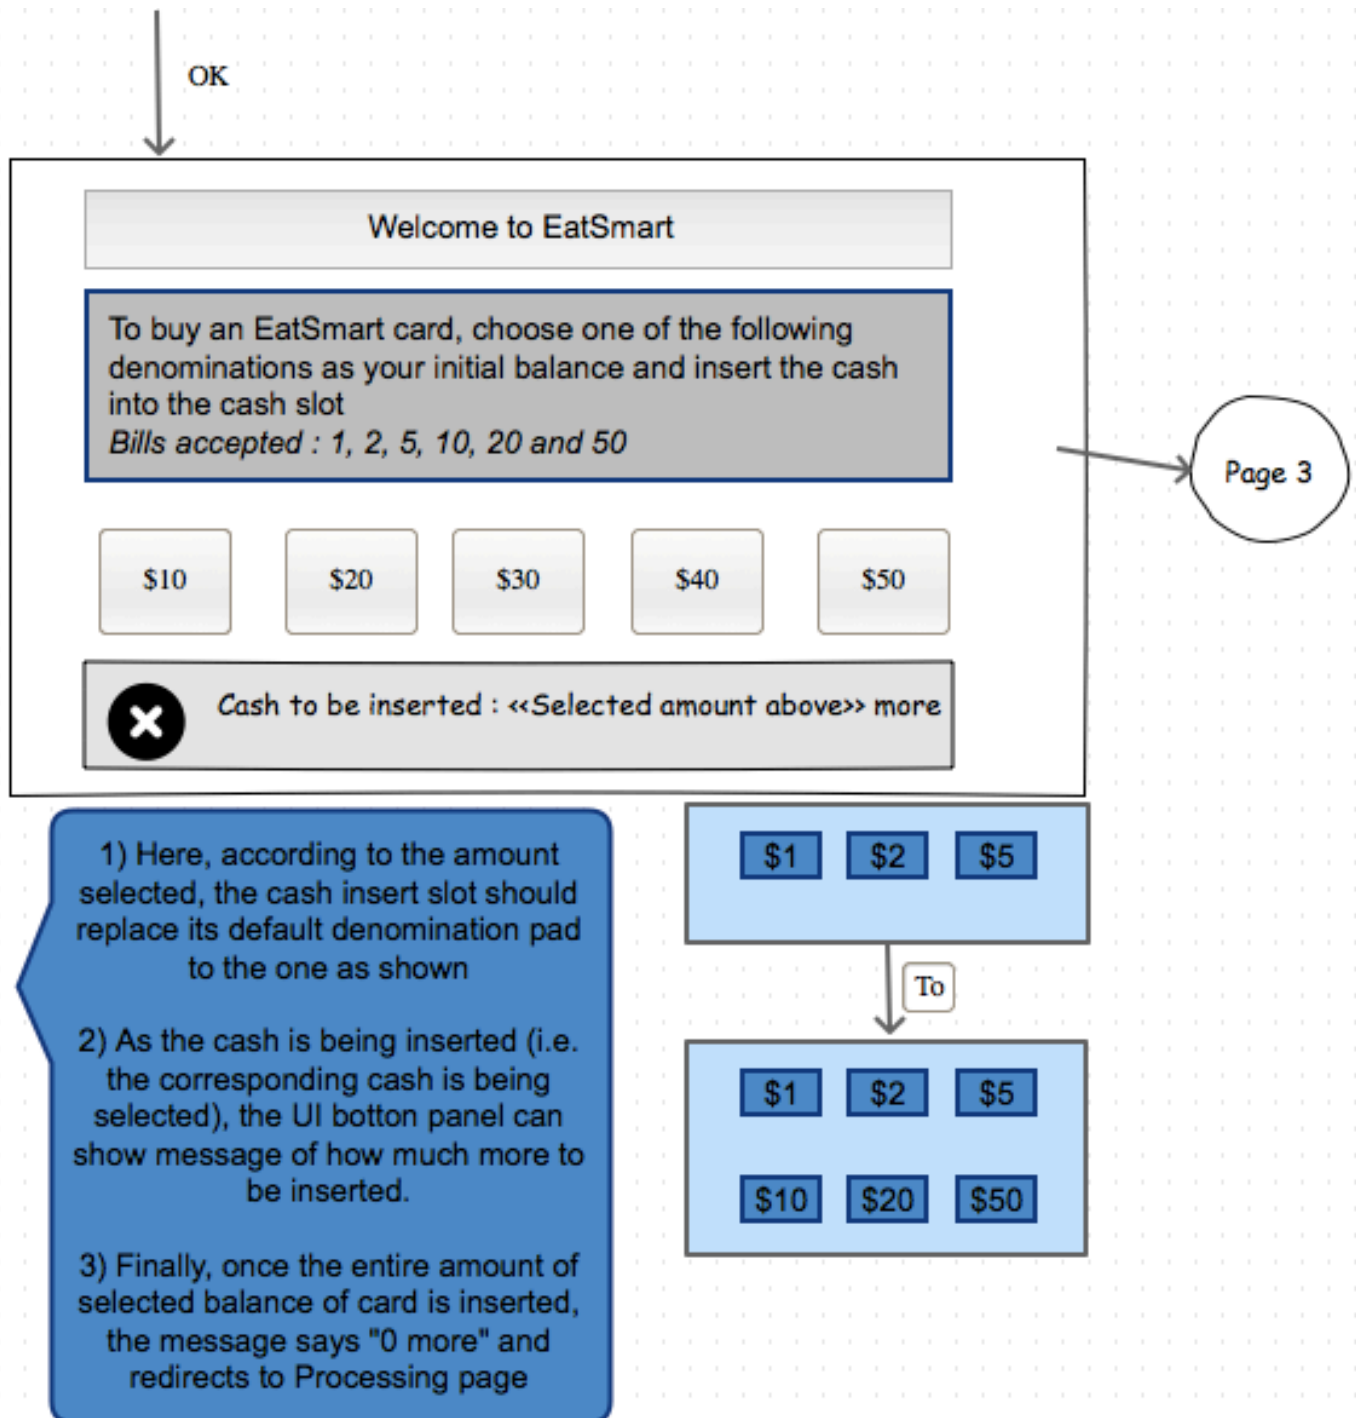 OK
Welcome to EatSmart
To buy an EatSmart card, choose one of the following
denominations as your initial balance and insert the cash
into the cash slot
Bills accepted : 1, 2, 5, 10, 20 and 50
Page 3
$10 $20 $30 $40 $50
Cash to be inserted : <<Selected amount above>> more
1) Here, according to the amount
selected, the cash insert slot should
replace its default denomination pad
to the one as shown
2) As the cash is being inserted (i.e.
the corresponding cash is being
selected), the UI botton panel can
show message of how much more to
be inserted.
3) Finally, once the entire amount of
selected balance of card is inserted,
the message says "0 more" and
redirects to Processing page
$1 $2 $5
To
$1 $2 $5
$10 $20 $50